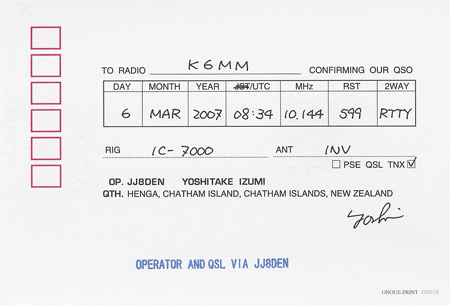 TO RADIO K6MM CONFIRMING OUR QSO
DAY MONTH YEAR JST/UTC MHz RST 2WAY
6 MAR 2007 08:34 10.144 599 RTTY
RIG IC-7000 ANT INV
PSE QSL TNX
OP. JJ8DEN YOSHITAKE IZUMI
QTH. HENGA, CHATHAM ISLAND, CHATHAM ISLANDS, NEW ZEALAND
Yoshi
OPERATOR AND QSL VIA JJ8DEN
ONOUE-PRINT